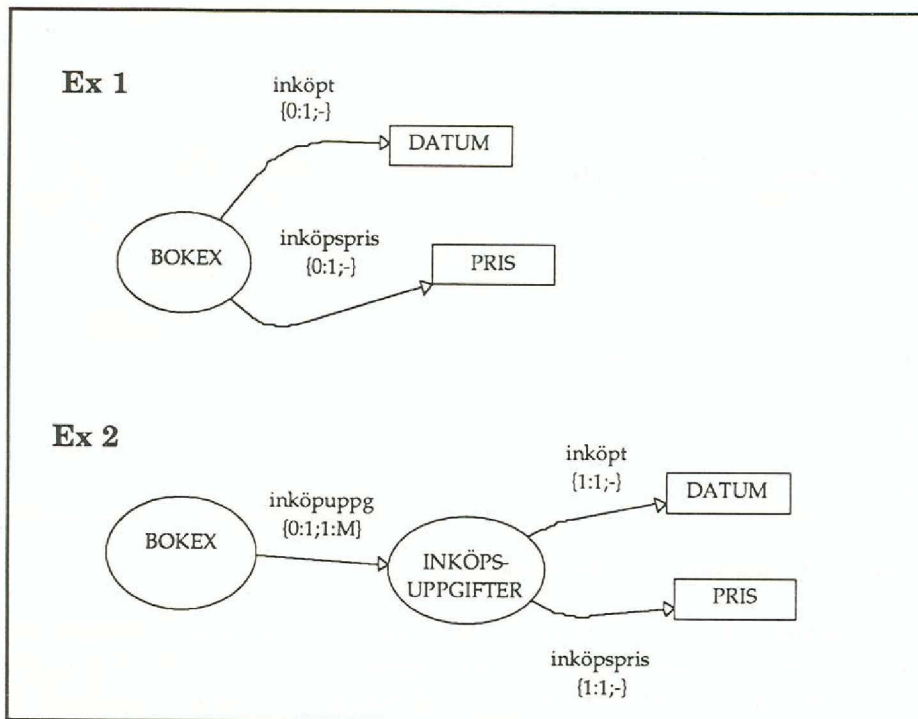 Ex 1
inköpt
{0:1;-}
DATUM
BOKEX
inköpspris
{0:1;-}
PRIS
Ex 2
inköpt
{1:1;-}
DATUM
inköpuppg
{0:1;1:M}
BOKEX
INKÖPS-
UPPGIFTER
PRIS
inköpspris
{1:1;-}